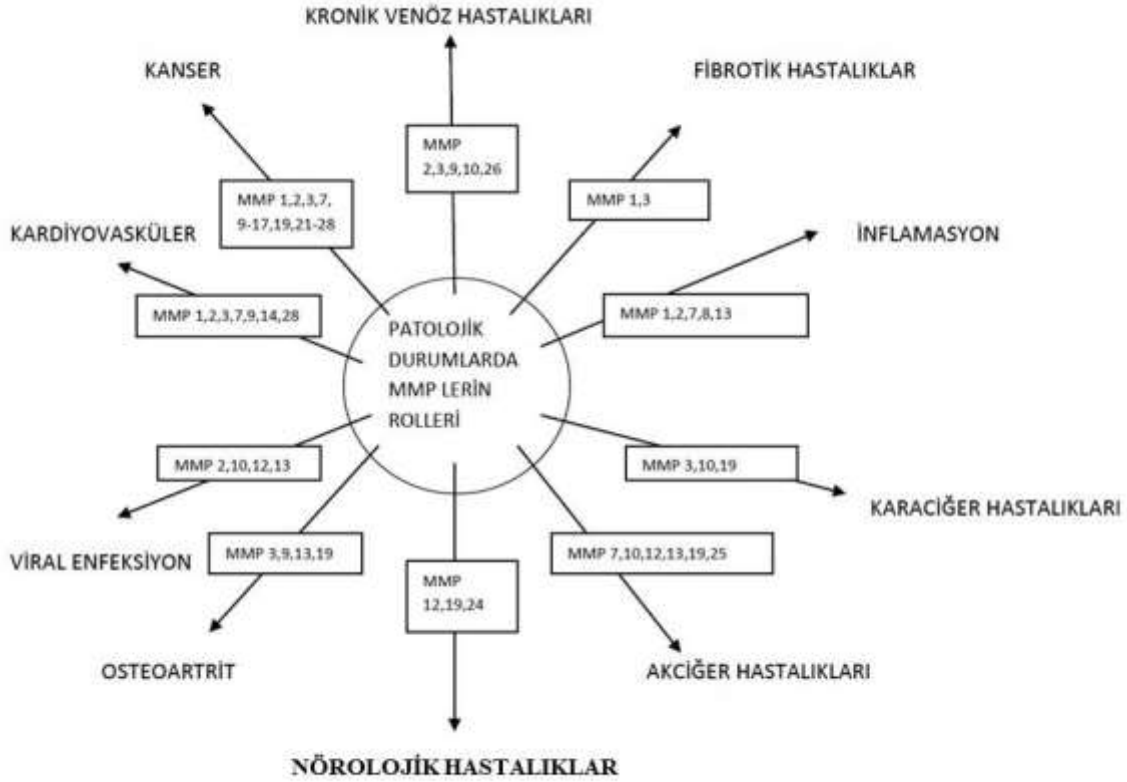 KRONİK VENÖZ HASTALIKLARI
KANSER
FİBROTİK HASTALIKLAR
MMP
2,3,9,10,26
MMP 1,2,3,7,
9-17,19,21-28
MMP 1,3
KARDİYOVASKÜLER
İNFLAMASYON
MMP 1,2,3,7,9,14,28
MMP 1,2,7,8,13
PATOLOJİK
DURUMLARDA
MMP LERİN
ROLLERİ
MMP 2,10,12,13
MMP 3,10,19
KARACİĞER HASTALIKLARI
VİRAL ENFEKSİYON
MMP 3,9,13,19
MMP 7,10,12,13,19,25
MMP
12,19,24
OSTEOARTRİT
AKCİĞER HASTALIKLARI
NÖROLOJİK HASTALIKLAR